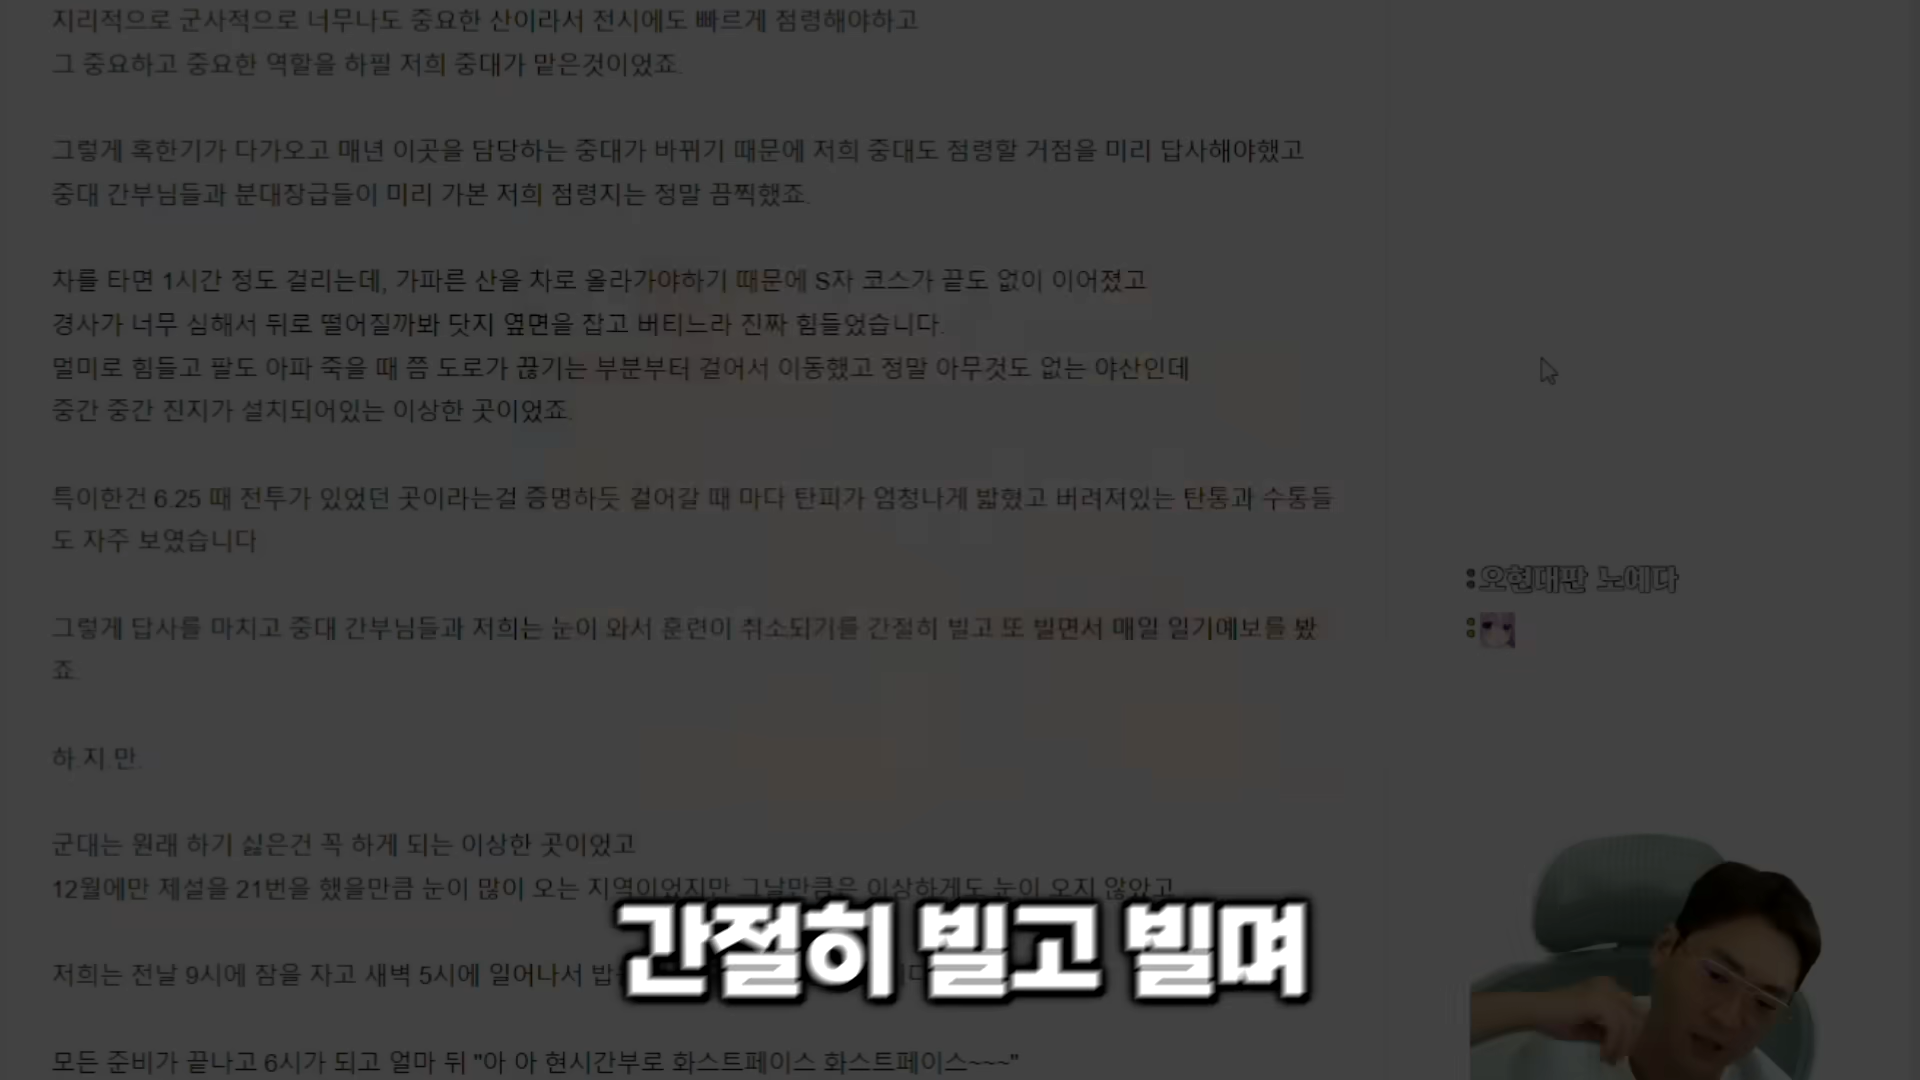 지리적으로 군사적으로 너무나도 중요한 산이라서 전시에도 빠르게 점령해야하고
그 중요하고 중요한 역할을 하필 저희 중대가 맡은것이었죠.
그렇게 혹한기가 다가오고 매년 이곳을 담당하는 중대가 바뀌기 때문에 저희 중대도 점령할 거점을 미리 답사해야했고
중대 간부님들과 분대장급들이 미리 가본 저희 점령지는 정말 끔찍했죠.
차를 타면 1시간 정도 걸리는데, 가파른 산을 차로 올라가야하기 때문에 S자 코스가 끝도 없이 이어졌고
경사가 너무 심해서 뒤로 떨어질까봐 닷지 옆면을 잡고 버티느라 진짜 힘들었습니다.
멀미로 힘들고 팔도 아파 죽을 때 쯤 도로가 끊기는 부분부터 걸어서 이동했고 정말 아무것도 없는 야산인데
중간 중간 진지가 설치되어있는 이상한 곳이었죠.
특이한건 6.25 때 전투가 있었던 곳이라는걸 증명하듯 걸어갈 때 마다 탄피가 엄청나게 밟혔고 버려저있는 탄통과 수통들
도 자주 보였습니다
그렇게 답사를 마치고 중대 간부님들과 저희는 눈이 와서 훈련이 취소되기를 간절히 빌고 또 빌면서 매일 일기예보를 봤
죠.
하.지.만.
군대는 원래 하기 싫은건 꼭 하게 되는 이상한 곳이었고
12월에만 제설을 21번을 했을만큼 눈이 많이 오는 지역이었지만 그날만큼은 이상하게도 눈이 오지 않았고
저희는 전날 9시에 잠을 자고 새벽 5시에 일어나서
모든 준비가 끝나고 6시가 되고 얼마 뒤 "아 아 현시간부로 화스트페이스 화스트페이스~~~"
:오현대판 노예다
:
간절히 빌고 빌며